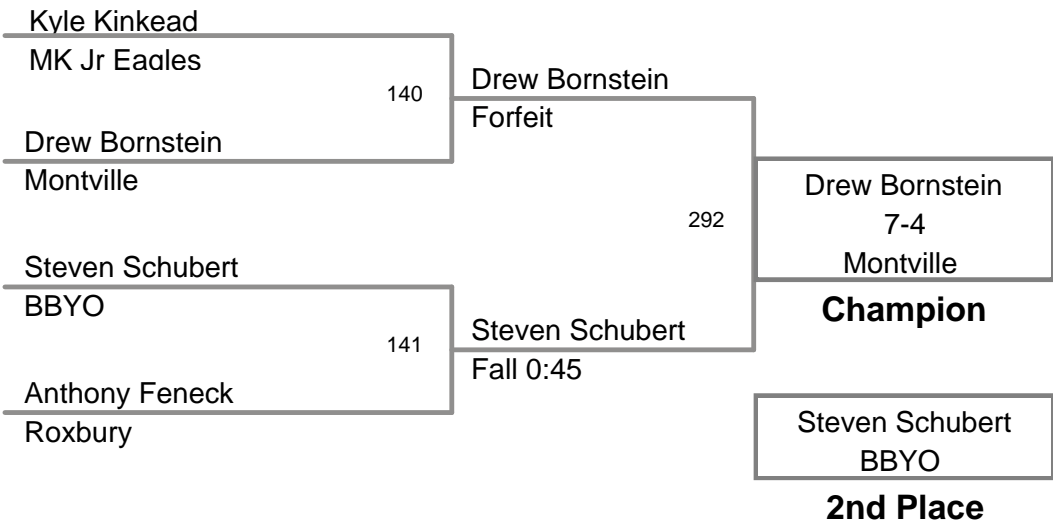 Kyle Kinkead
MK Jr Eagles
140
Drew Bornstein
Forfeit
Drew Bornstein
Montville
Drew Bornstein
7-4
Montville
Champion
292
Steven Schubert
BBYO
141
Steven Schubert
Fall 0:45
Anthony Feneck
Roxbury
Steven Schubert
BBYO
2nd Place